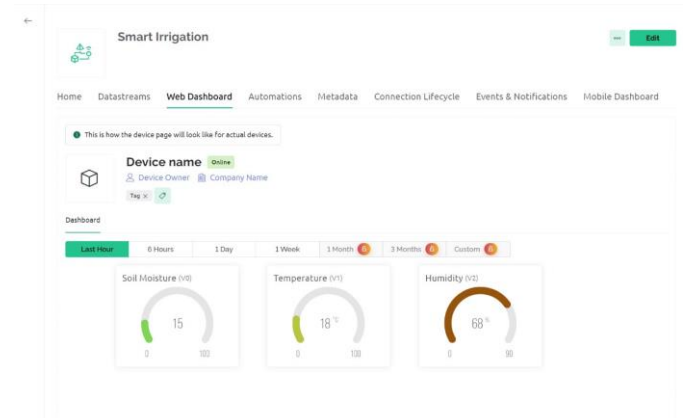 ←
Smart Irrigation
... Edit
Home Datastreams Web Dashboard Automations Metadata Connection Lifecycle Events & Notifications Mobile Dashboard
This is how the device page will look like for actual devices.
Device name Online
Device Owner Company Name
Tag ×
Dashboard
Last Hour 6 Hours 1 Day 1 Week 1 Month 3 Months Custom
Soil Moisture (V0) Temperature (V1) Humidity (V2)
15 18 °C 68 %
0 100 0 100 0 90